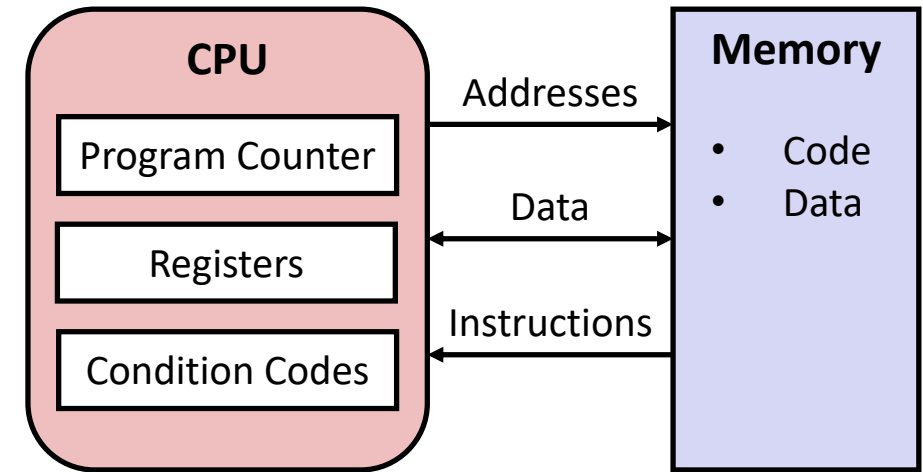 CPU
Program Counter
Registers
Condition Codes
Addresses
Data
Instructions
Memory
• Code
• Data